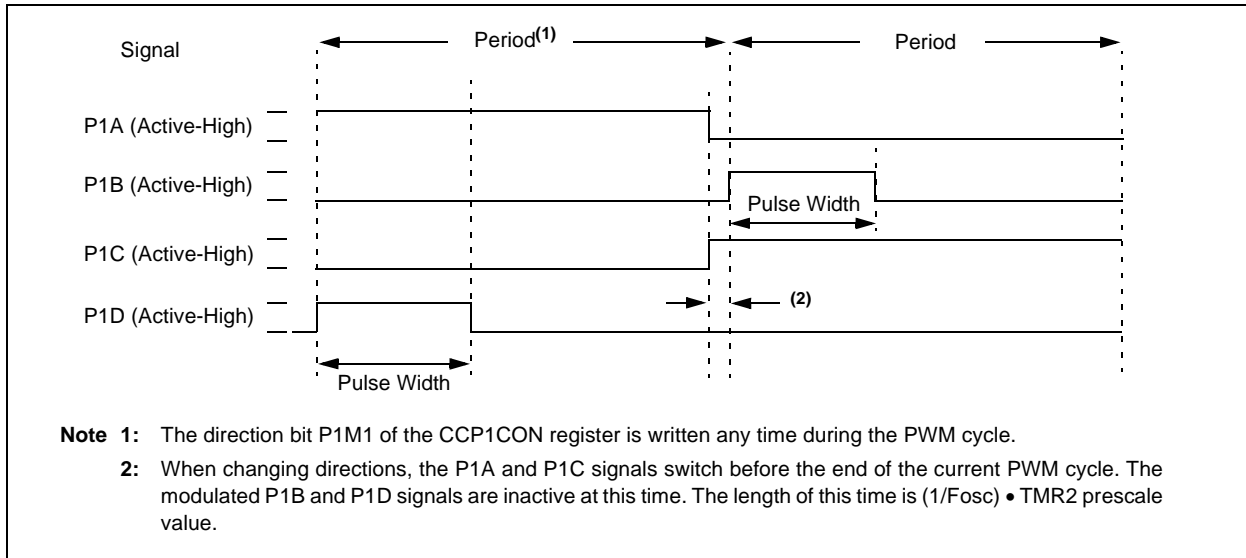 Signal
Period(1)
Period
P1A (Active-High)
P1B (Active-High)
Pulse Width
P1C (Active-High)
(2)
P1D (Active-High)
Pulse Width
Note 1: The direction bit P1M1 of the CCP1CON register is written any time during the PWM cycle.
2: When changing directions, the P1A and P1C signals switch before the end of the current PWM cycle. The
modulated P1B and P1D signals are inactive at this time. The length of this time is (1/Fosc) • TMR2 prescale
value.